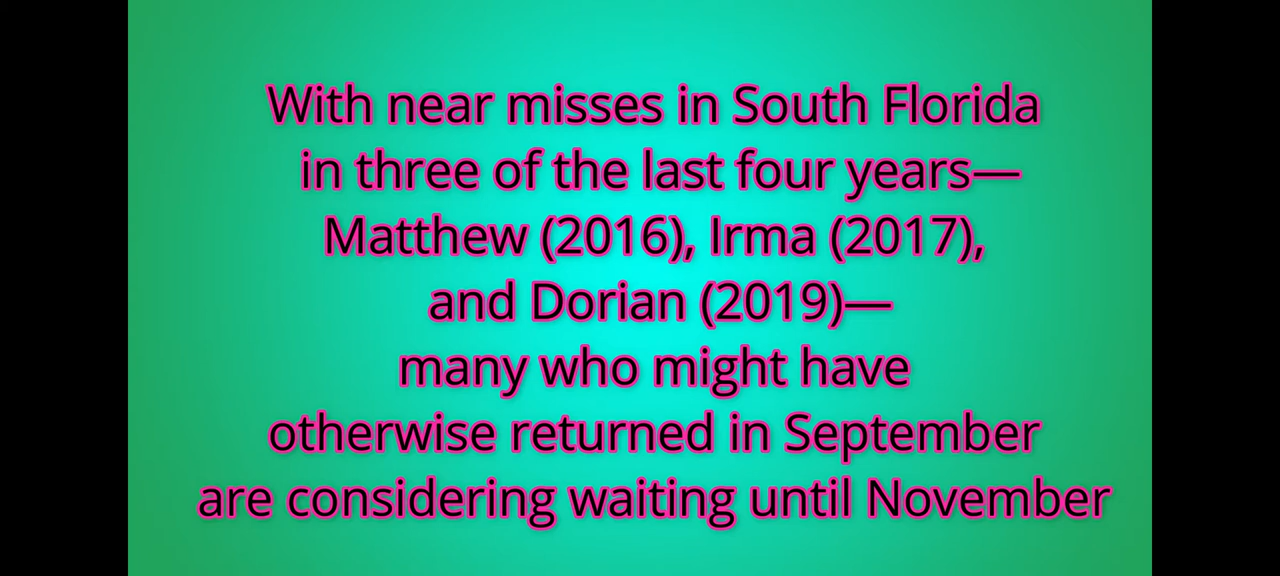 With near misses in South Florida
in three of the last four years—
Matthew (2016), Irma (2017),
and Dorian (2019)—
many who might have
otherwise returned in September
are considering waiting until November